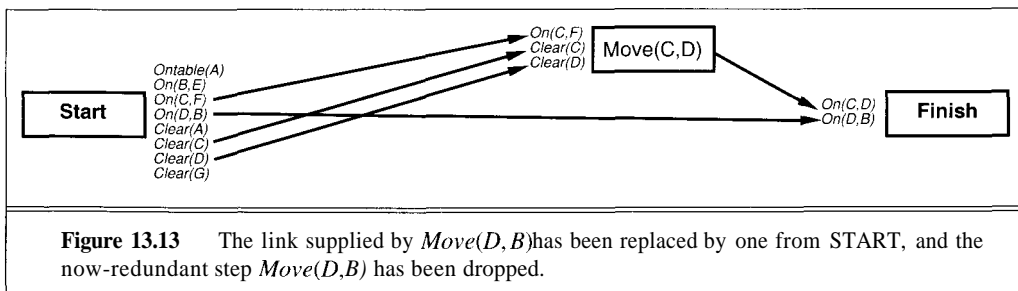 On(C,F)
Clear(C)
Clear(D)
Move(C,D)
Start
Ontable(A)
On(B,E)
On(C,F)
On(D,B)
Clear(A)
Clear(C)
Clear(D)
Clear(G)
On(C,D)
On(D,B)
Finish
Figure 13.13 The link supplied by Move(D,B)has been replaced by one from START, and the
now-redundant step Move(D,B) has been dropped.